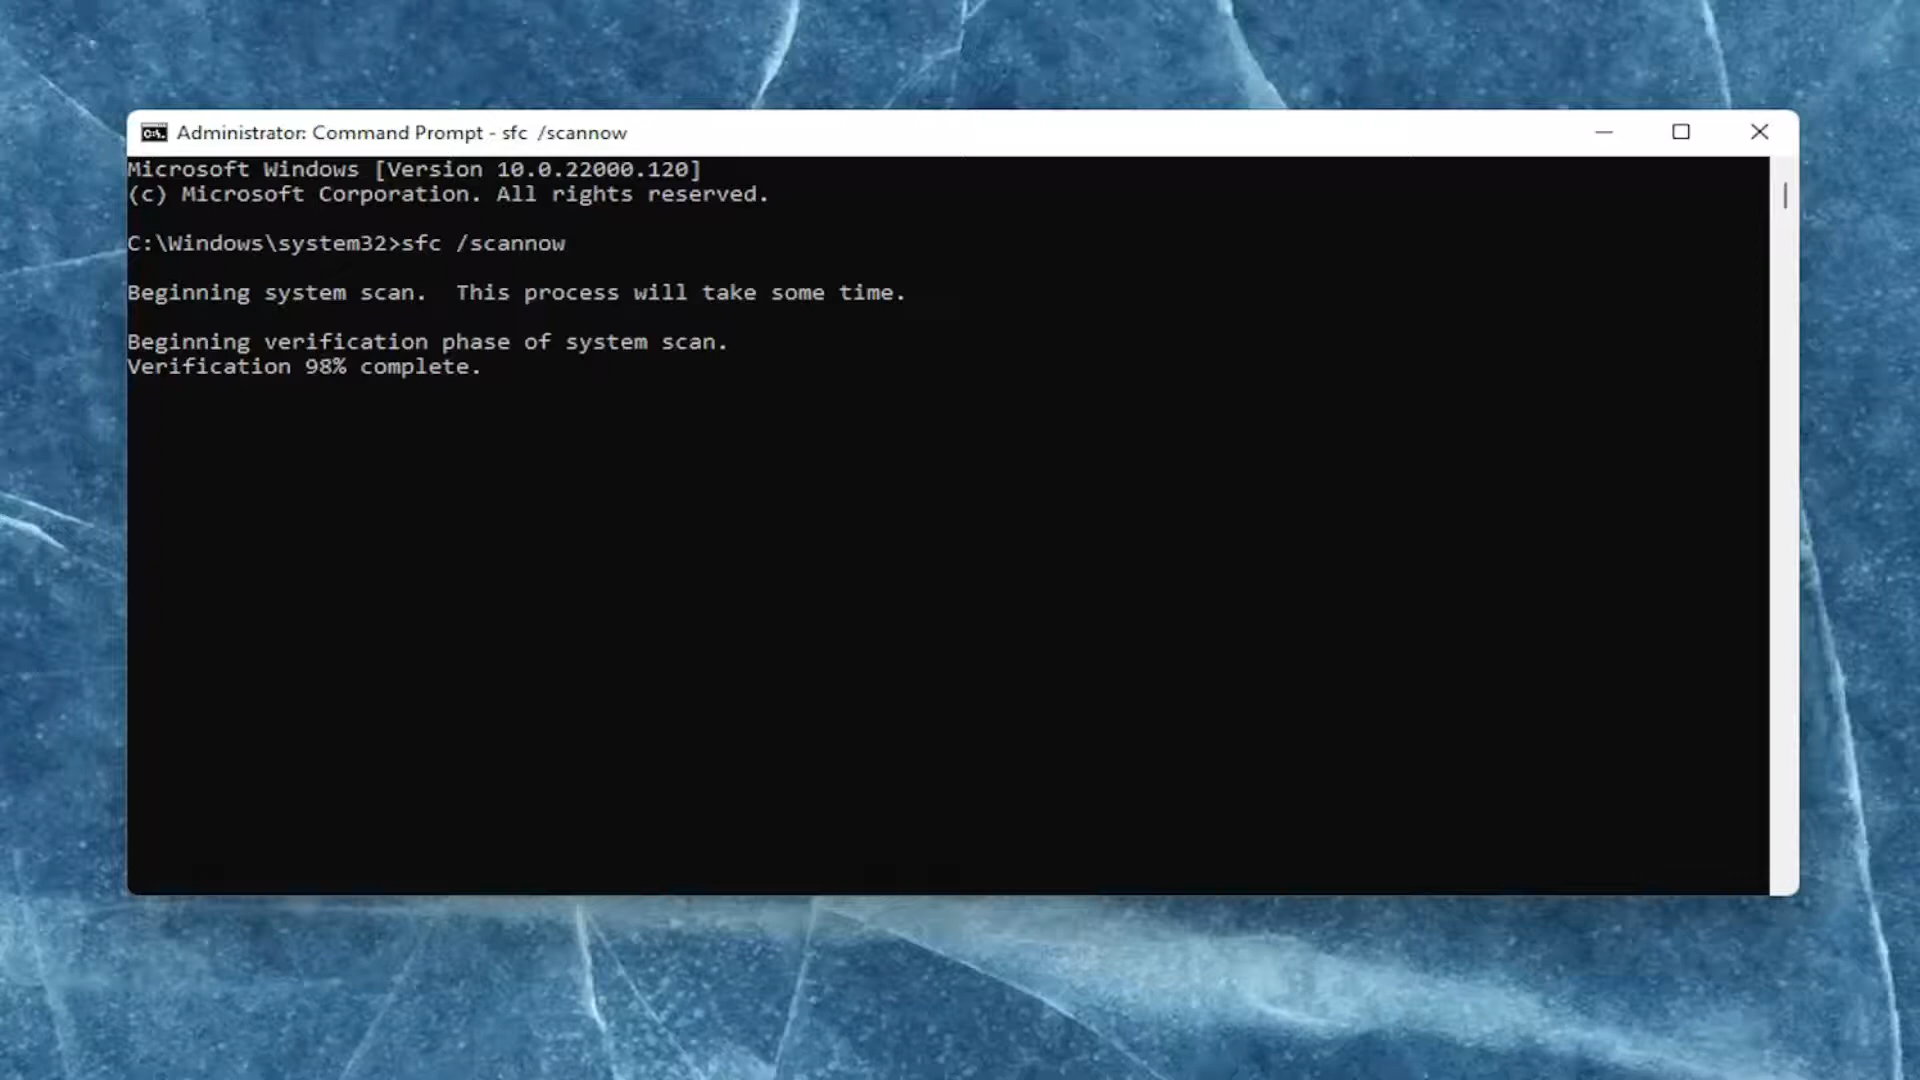 Administrator: Command Prompt - sfc  /scannow
Microsoft Windows [Version 10.0.22000.120]
(c) Microsoft Corporation. All rights reserved.
C:\Windows\system32>sfc /scannow
Beginning system scan.  This process will take some time.
Beginning verification phase of system scan.
Verification 98% complete.